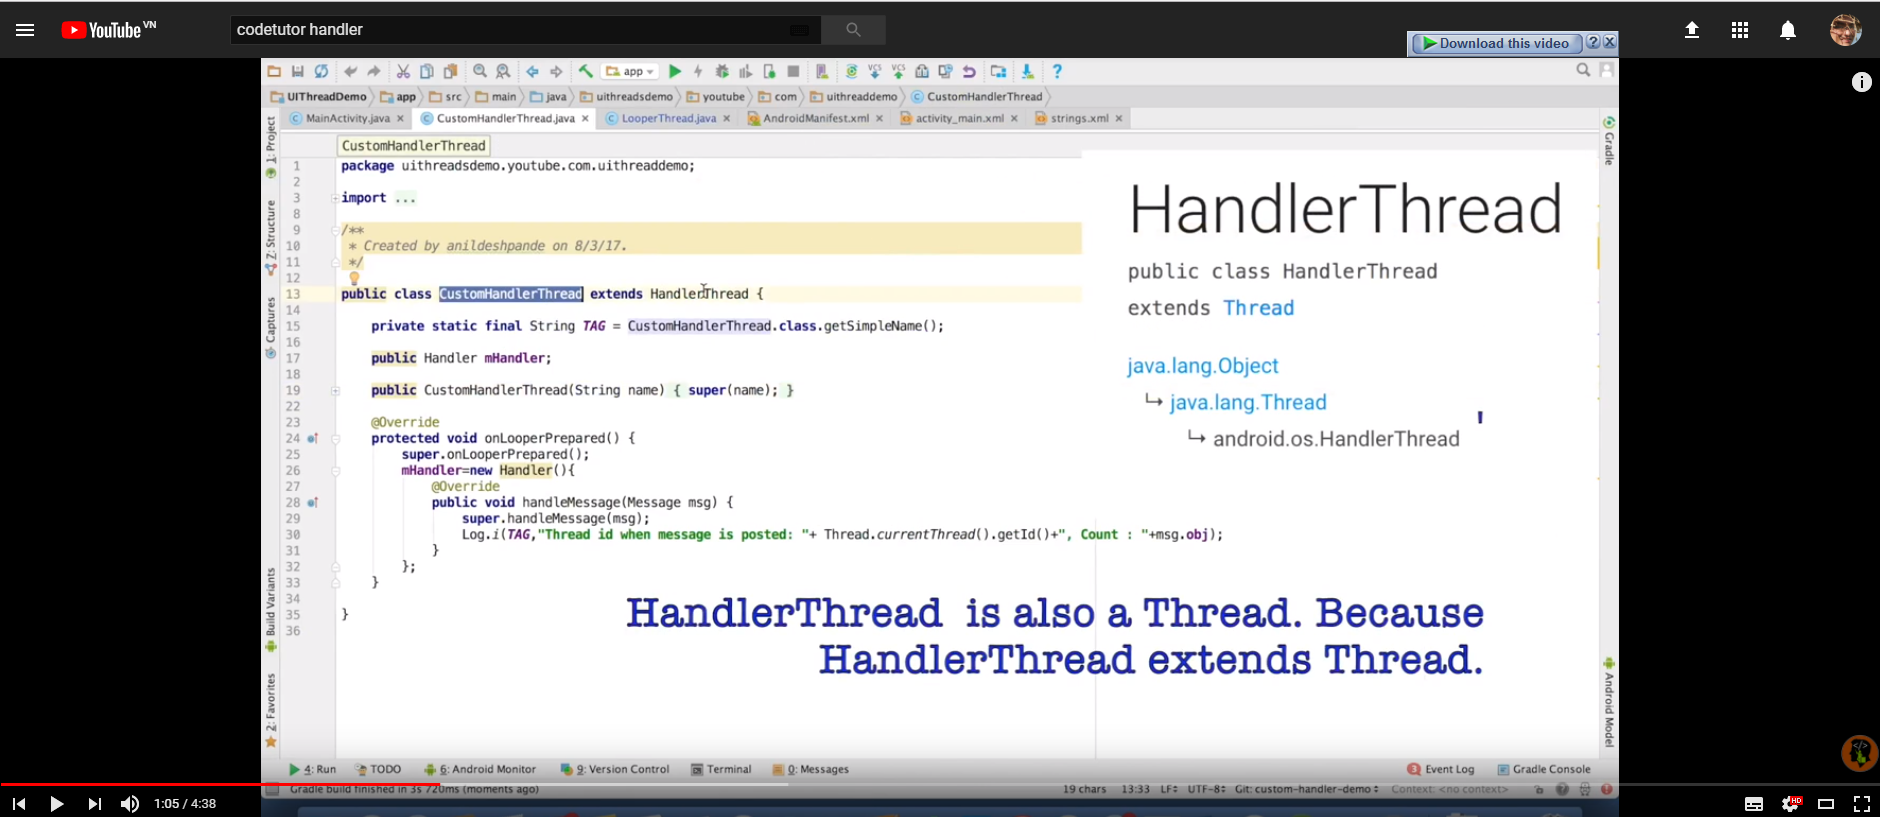 YouTube VN
codetutor handler
Download this video ? X
app
UIThreadDemo app src main java uithreadsdemo youtube com uithreaddemo CustomHandlerThread
MainActivity.java CustomHandlerThread.java LooperThread.java AndroidManifest.xml activity_main.xml strings.xml
1: Project
Z: Structure
Captures
Build Variants
2: Favorites
Gradle
Android Model
CustomHandlerThread
1 package uithreadsdemo.youtube.com.uithreaddemo;
2
3 import ...
8
9 /**
10 * Created by anildeshpande on 8/3/17.
11 */
12
13 public class CustomHandlerThread extends HandlerThread {
14
15 private static final String TAG = CustomHandlerThread.class.getSimpleName();
16
17 public Handler mHandler;
18
19 public CustomHandlerThread(String name) { super(name); }
22
23 @Override
24 protected void onLooperPrepared() {
25 super.onLooperPrepared();
26 mHandler=new Handler(){
27 @Override
28 public void handleMessage(Message msg) {
29 super.handleMessage(msg);
30 Log.i(TAG,"Thread id when message is posted: "+ Thread.currentThread().getId()+", Count : "+msg.obj);
31 }
32 };
33 }
34
35 }
36
HandlerThread
public class HandlerThread
extends Thread
java.lang.Object
↳ java.lang.Thread
↳ android.os.HandlerThread
HandlerThread is also a Thread. Because
HandlerThread extends Thread.
4: Run TODO 6: Android Monitor 9: Version Control Terminal 0: Messages 3 Event Log Gradle Console
Gradle build finished in 3s 720ms (moments ago) 19 chars 13:33 LF UTF-8 Git: custom-handler-demo Context: <no context>
1:05 / 4:38 HD